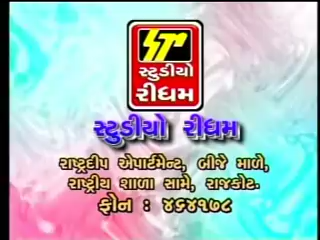 સ્ટુડીયો
રીધમ
સ્ટુડીયો રીધમ
રાષ્ટ્રદીપ એપાર્ટમેન્ટ, બીજે માળે,
રાષ્ટ્રીય શાળા સામે, રાજકોટ.
ફોન : ૪૬૪૧૭૮